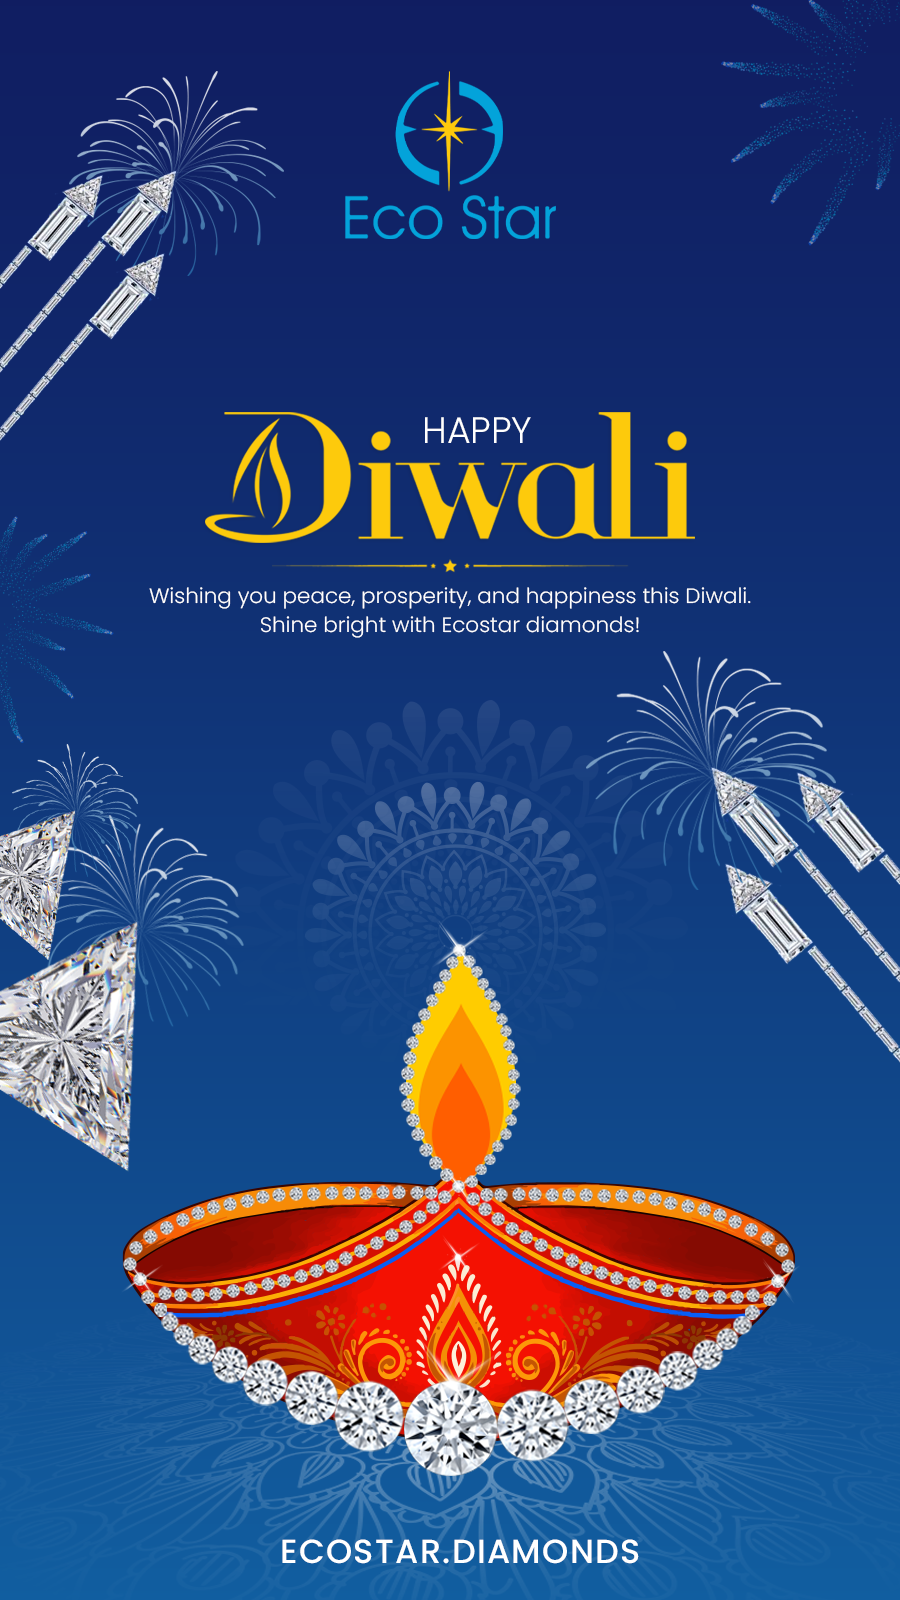 Eco Star
HAPPY
Diwali
Wishing you peace, prosperity, and happiness this Diwali.
Shine bright with Ecostar diamonds!
ECOSTAR.DIAMONDS